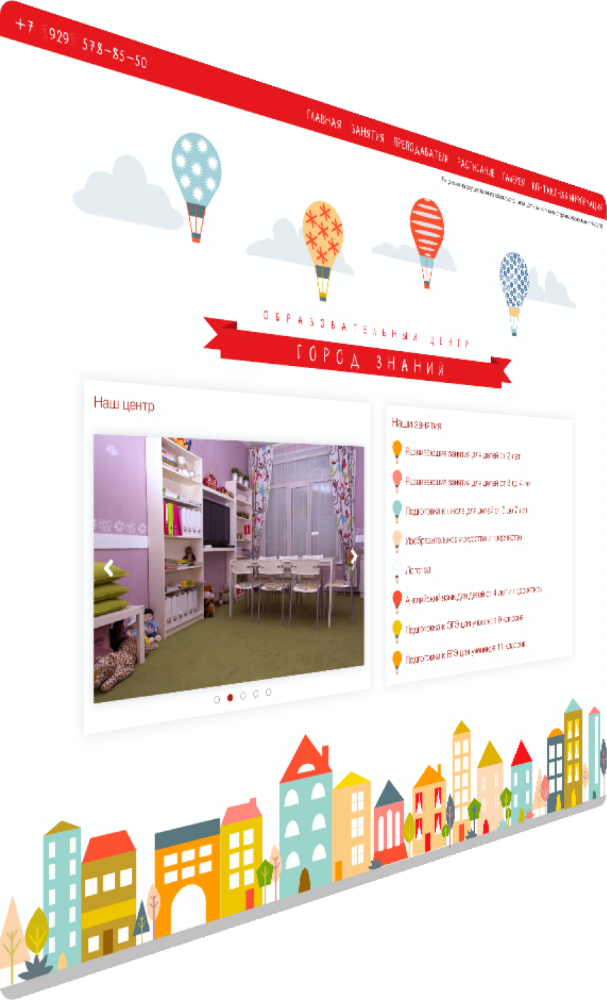 +7 (929) 578-85-50
ГЛАВНАЯ ЗАНЯТИЯ ПРЕПОДАВАТЕЛИ РАСПИСАНИЕ ГАЛЕРЕЯ КОНТАКТНАЯ ИНФОРМАЦИЯ
ОБРАЗОВАТЕЛЬНЫЙ ЦЕНТР
ГОРОД ЗНАНИЙ
Наш центр
Наши занятия
Развивающие занятия для детей от 2 лет
Развивающие занятия для детей от 3 до 4 лет
Подготовка к школе для детей от 5 до 7 лет
Изобразительное искусство и творчество
Логопед
Английский язык для детей от 4 лет и подростков
Подготовка к ОГЭ для учеников 9 классов
Подготовка к ЕГЭ для учеников 11 классов